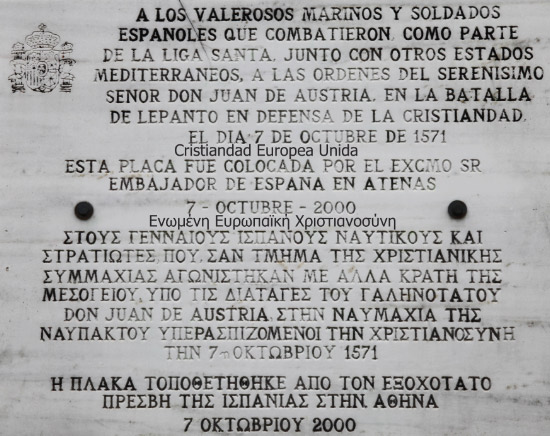 A LOS VALEROSOS MARINOS Y SOLDADOS
ESPAÑOLES QUE COMBATIERON, COMO PARTE
DE LA LIGA SANTA, JUNTO CON OTROS ESTADOS
MEDITERRANEOS, A LAS ORDENES DEL SERENISIMO
SENOR DON JUAN DE AUSTRIA, EN LA BATALLA
DE LEPANTO EN DEFENSA DE LA CRISTIANDAD,
EL DIA 7 DE OCTUBRE DE 1571
Cristiandad Europea Unida
ESTA PLACA FUE COLOCADA POR EL EXCMO SR
EMBAJADOR DE ESPAÑA EN ATENAS
7 - OCTUBRE - 2000
Ενωμένη Ευρωπαϊκή Χριστιανοσύνη
ΣΤΟΥΣ ΓΕΝΝΑΙΟΥΣ ΙΣΠΑΝΟΥΣ ΝΑΥΤΙΚΟΥΣ ΚΑΙ
ΣΤΡΑΤΙΩΤΕΣ, ΠΟΥ, ΣΑΝ ΤΜΗΜΑ ΤΗΣ ΧΡΙΣΤΙΑΝΙΚΗΣ
ΣΥΜΜΑΧΙΑΣ ΑΓΩΝΙΣΤΗΚΑΝ ΜΕ ΑΛΛΑ ΚΡΑΤΗ ΤΗΣ
ΜΕΣΟΓΕΙΟΥ, ΥΠΟ ΤΙΣ ΔΙΑΤΑΓΕΣ ΤΟΥ ΓΑΛΗΝΟΤΑΤΟΥ
DON JUAN DE AUSTRIA, ΣΤΗΝ ΝΑΥΜΑΧΙΑ ΤΗΣ
ΝΑΥΠΑΚΤΟΥ ΥΠΕΡΑΣΠΙΖΟΜΕΝΟΙ ΤΗΝ ΧΡΙΣΤΙΑΝΟΣΥΝΗ
ΤΗΝ 7η ΟΚΤΩΒΡΙΟΥ 1571
Η ΠΛΑΚΑ ΤΟΠΟΘΕΤΗΘΗΚΕ ΑΠΟ ΤΟΝ ΕΞΟΧΟΤΑΤΟ
ΠΡΕΣΒΗ ΤΗΣ ΙΣΠΑΝΙΑΣ ΣΤΗΝ ΑΘΗΝΑ
7 ΟΚΤΩΒΡΙΟΥ 2000